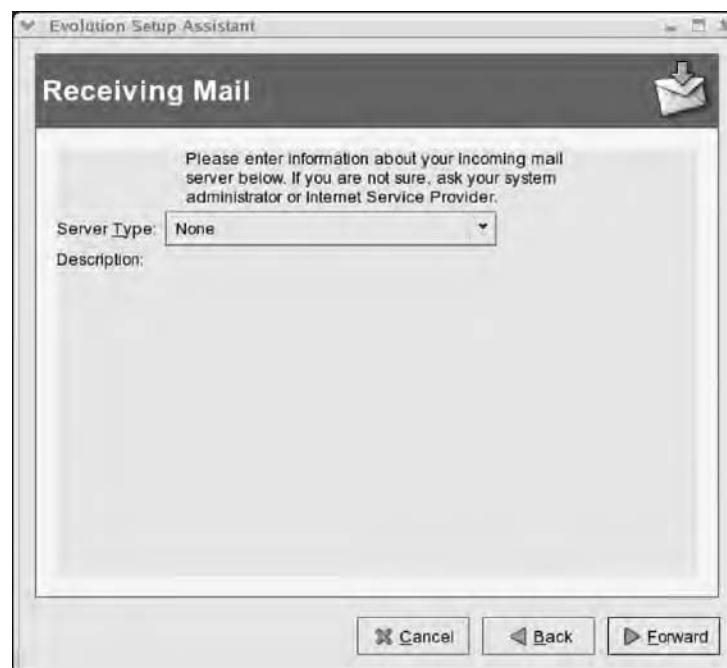 Evolution Setup Assistant
Receiving Mail
Please enter information about your incoming mail
server below. If you are not sure, ask your system
administrator or Internet Service Provider.
Server Type: None
Description:
Cancel Back Forward